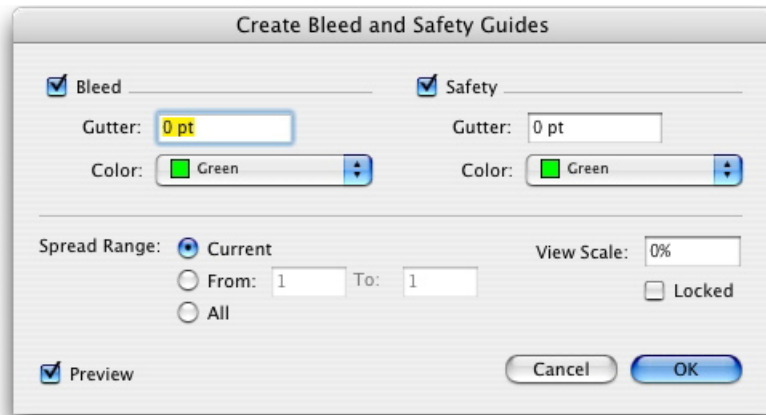 Create Bleed and Safety Guides
Bleed Safety
Gutter: 0 pt Gutter: 0 pt
Color: Green Color: Green
Spread Range: Current View Scale: 0%
From: 1 To: 1 Locked
All
Preview Cancel OK